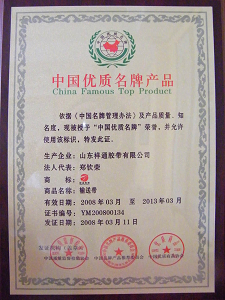 中国优质名牌产品
China Famous Top Product
依据《中国名牌管理办法》及产品质量、知
名度，现被授予“中国优质名牌”荣誉，并允许
使用该标识，特发此证。
生产企业：山东祥通胶带有限公司
法人代表：郑钦荣
商标：
商品名称：输送带
有效日期：2008年03月 至 2013年03月
证书编号：YM200800134
发证日期：2008年03月11日